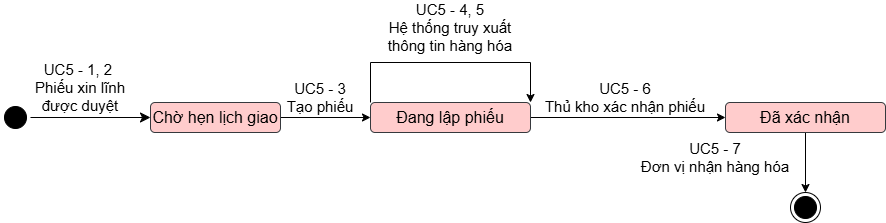 UC5 - 1, 2
Phiếu xin lĩnh
được duyệt
Chờ hẹn lịch giao
UC5 - 3
Tạo phiếu
UC5 - 4, 5
Hệ thống truy xuất
thông tin hàng hóa
Đang lập phiếu
UC5 - 6
Thủ kho xác nhận phiếu
Đã xác nhận
UC5 - 7
Đơn vị nhận hàng hóa